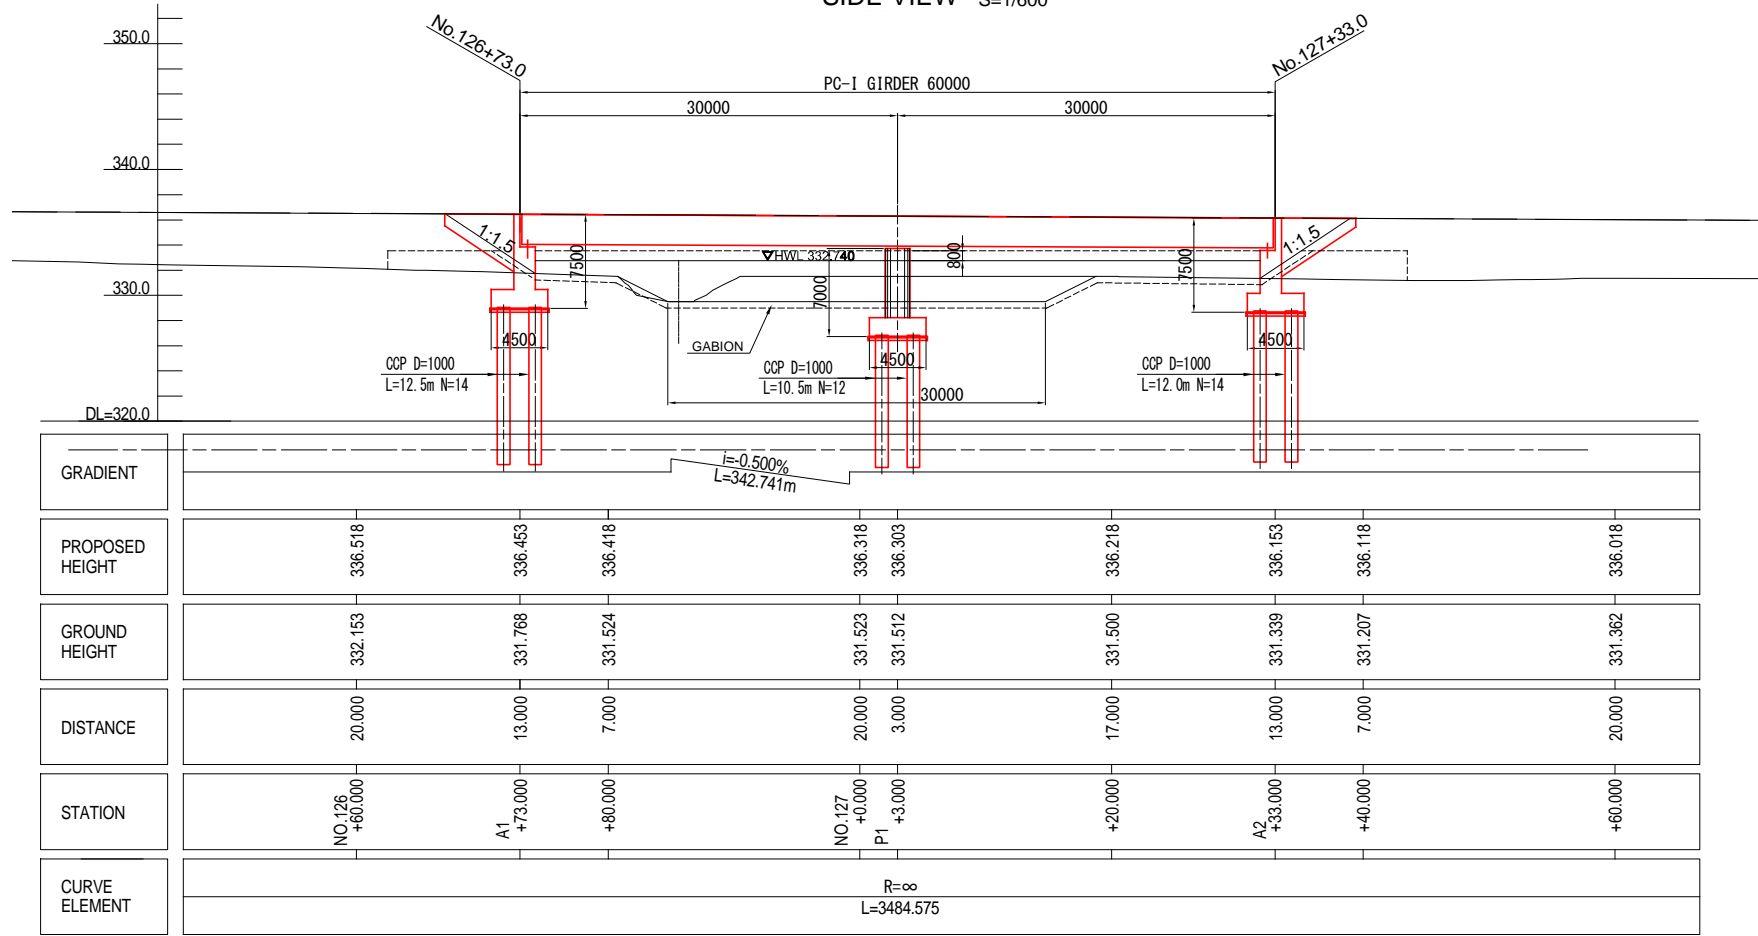 SIDE VIEW S=1/600
350.0
340.0
330.0
DL=320.0
No.126+73.0
No.127+33.0
PC-I GIRDER 60000
30000
30000
1:1.5
1:1.5
7500
HWL 332.740
800
7500
7000
GABION
4500
4500
4500
CCP D=1000
L=12.5m N=14
CCP D=1000
L=10.5m N=12
CCP D=1000
L=12.0m N=14
30000
GRADIENT
i=-0.500%
L=342.741m
PROPOSED
HEIGHT
336.518
336.453
336.418
336.318
336.303
336.218
336.153
336.118
336.018
GROUND
HEIGHT
332.153
331.768
331.524
331.523
331.512
331.500
331.339
331.207
331.362
DISTANCE
20.000
13.000
7.000
20.000
3.000
17.000
13.000
7.000
20.000
STATION
NO.126
+60.000
A1
+73.000
+80.000
NO.127
+0.000
P1
+3.000
+20.000
A2
+33.000
+40.000
+60.000
CURVE
ELEMENT
R=∞
L=3484.575